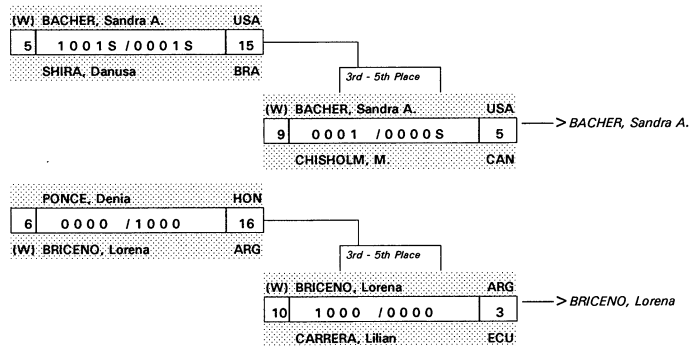 (W) BACHER, Sandra A. USA
5 1001S /0001S 15
SHIRA, Danusa BRA
3rd - 5th Place
(W) BACHER, Sandra A. USA
9 0001 /0000S 5
CHISHOLM, M. CAN
> BACHER, Sandra A.
PONCE, Denia HON
6 0000 /1000 16
(W) BRICENO, Lorena ARG
3rd - 5th Place
(W) BRICENO, Lorena ARG
10 1000 /0000 3
CARRERA, Lilian ECU
> BRICENO, Lorena